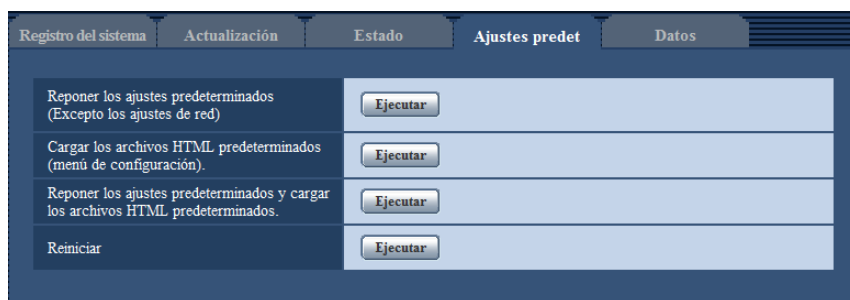 Registro del sistema Actualización Estado Ajustes predet Datos
Reponer los ajustes predeterminados
(Excepto los ajustes de red)
Ejecutar
Cargar los archivos HTML predeterminados
(menú de configuración).
Ejecutar
Reponer los ajustes predeterminados y cargar
los archivos HTML predeterminados.
Ejecutar
Reiniciar
Ejecutar